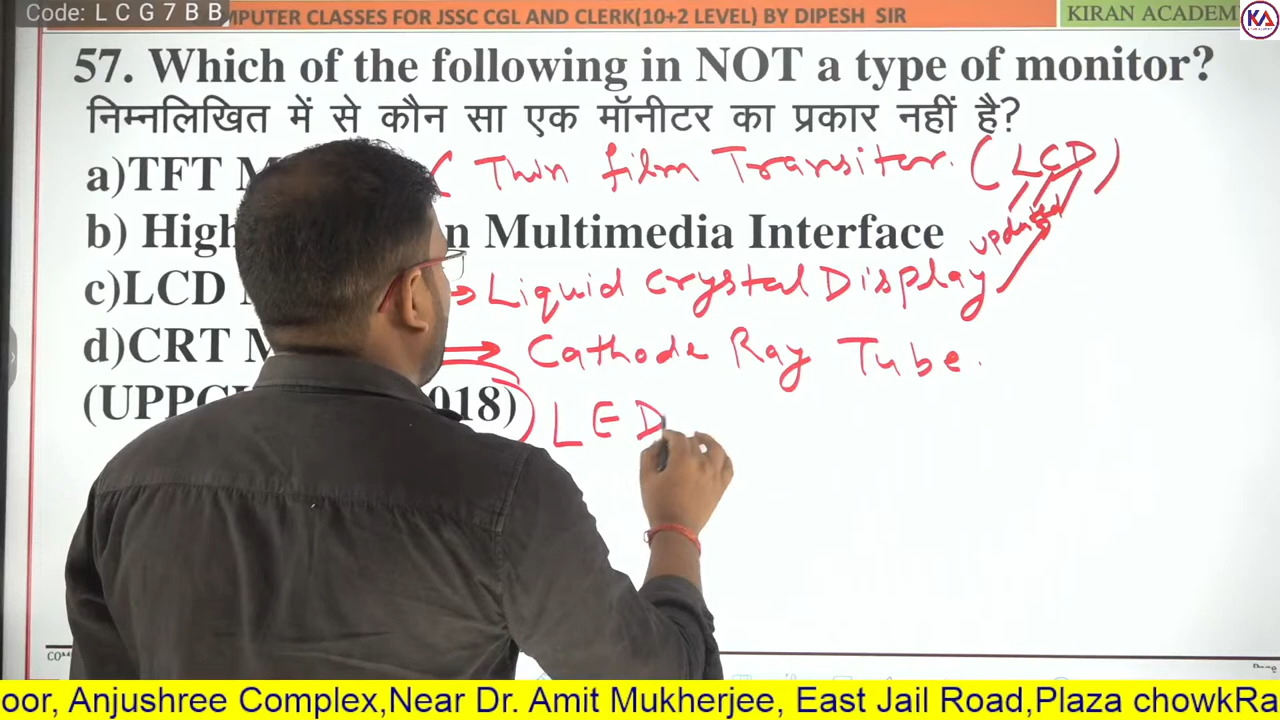 Code: L C G 7 B B
MPUTER CLASSES FOR JSSC CGL AND CLERK(10+2 LEVEL) BY DIPESH SIR
KIRAN ACADEM
KA
57. Which of the following in NOT a type of monitor?
निम्नलिखित में से कौन सा एक मॉनीटर का प्रकार नहीं है?
a)TFT M Thin film Transitor. (LCD)
b) High n Multimedia Interface
updated
c)LCD Liquid Crystal Display
d)CRT M Cathode Ray Tube.
(UPPC 018) LED
oor, Anjushree Complex,Near Dr. Amit Mukherjee, East Jail Road,Plaza chowkRa